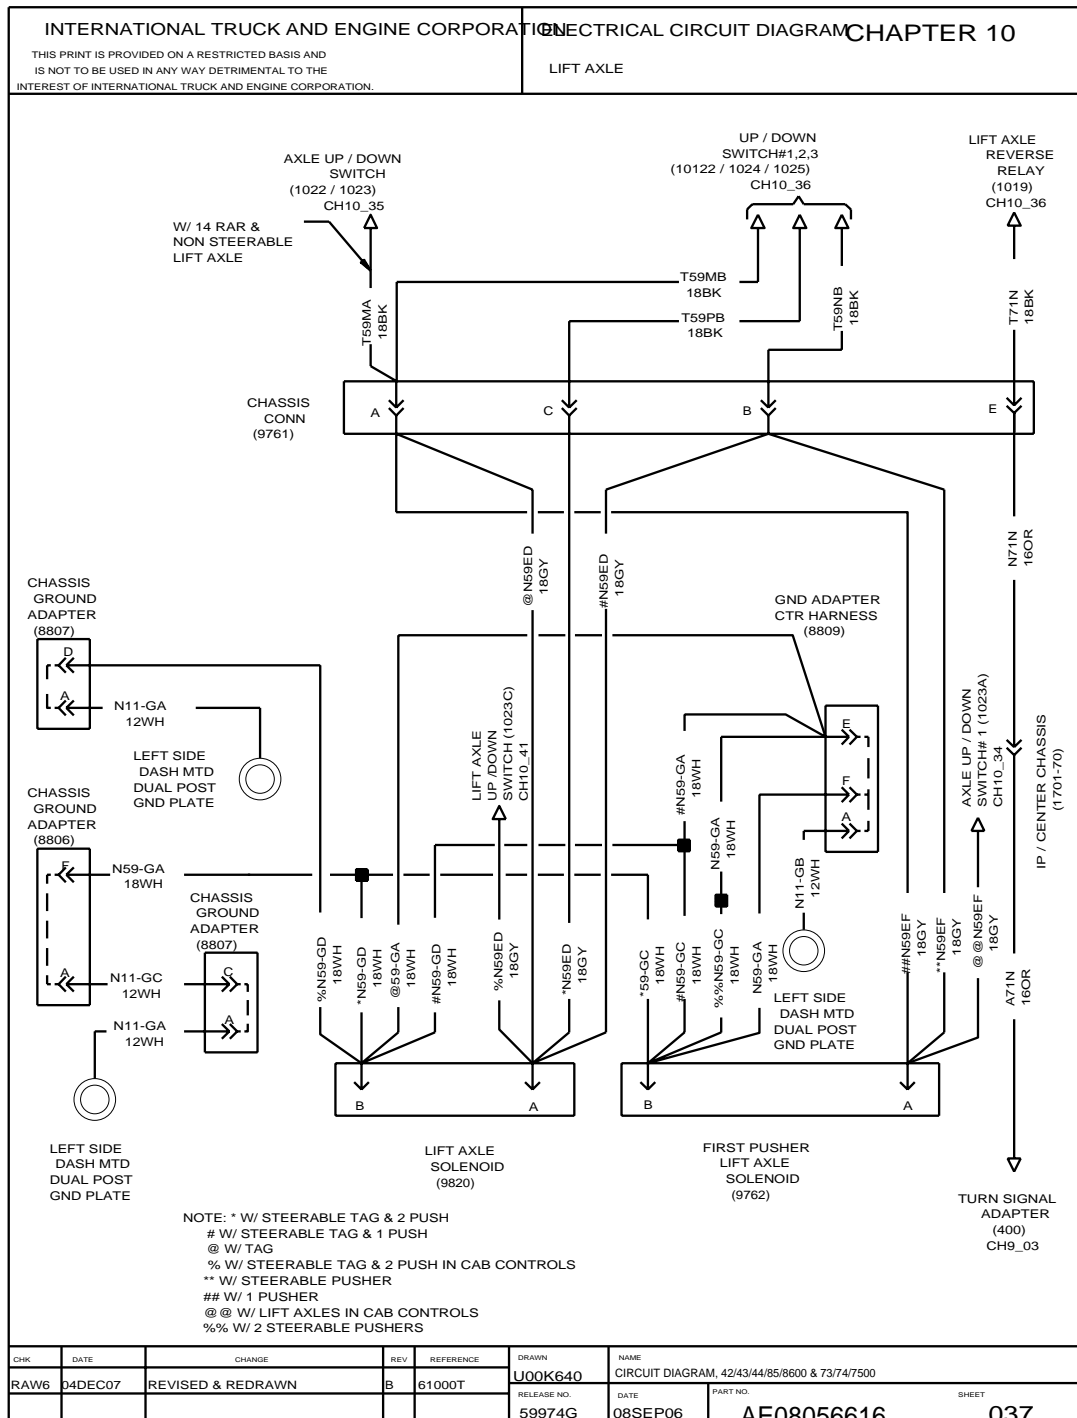 INTERNATIONAL TRUCK AND ENGINE CORPORATION
THIS PRINT IS PROVIDED ON A RESTRICTED BASIS AND
IS NOT TO BE USED IN ANY WAY DETRIMENTAL TO THE
INTEREST OF INTERNATIONAL TRUCK AND ENGINE CORPORATION.
ELECTRICAL CIRCUIT DIAGRAM
CHAPTER 10
LIFT AXLE
AXLE UP / DOWN
SWITCH
(1022 / 1023)
CH10_35
UP / DOWN
SWITCH#1,2,3
(10122 / 1024 / 1025)
CH10_36
LIFT AXLE
REVERSE
RELAY
(1019)
CH10_36
W/ 14 RAR &
NON STEERABLE
LIFT AXLE
T59MA
18BK
T59MB
18BK
T59PB
18BK
T59NB
18BK
T71N
18BK
CHASSIS
CONN
(9761)
A
C
B
E
@N59ED
18GY
#N59ED
18GY
N71N
16OR
CHASSIS
GROUND
ADAPTER
(8807)
D
A
N11-GA
12WH
LEFT SIDE
DASH MTD
DUAL POST
GND PLATE
GND ADAPTER
CTR HARNESS
(8809)
E
F
A
LIFT AXLE
UP /DOWN
SWITCH (1023C)
CH10_41
#N59-GA
18WH
N59-GA
18WH
N11-GB
12WH
AXLE UP / DOWN
SWITCH# 1 (1023A)
CH10_34
IP / CENTER CHASSIS
(1701-70)
CHASSIS
GROUND
ADAPTER
(8806)
F
A
N59-GA
18WH
N11-GC
12WH
CHASSIS
GROUND
ADAPTER
(8807)
C
A
N11-GA
12WH
%N59-GD
18WH
*N59-GD
18WH
@59-GA
18WH
#N59-GD
18WH
%N59ED
18GY
*N59ED
18GY
*59-GC
18WH
#N59-GC
18WH
%%N59-GC
18WH
N59-GA
18WH
LEFT SIDE
DASH MTD
DUAL POST
GND PLATE
##N59EF
18GY
**N59EF
18GY
@@N59EF
18GY
A71N
16OR
B
A
B
A
LEFT SIDE
DASH MTD
DUAL POST
GND PLATE
LIFT AXLE
SOLENOID
(9820)
FIRST PUSHER
LIFT AXLE
SOLENOID
(9762)
TURN SIGNAL
ADAPTER
(400)
CH9_03
NOTE: * W/ STEERABLE TAG & 2 PUSH
# W/ STEERABLE TAG & 1 PUSH
@ W/ TAG
% W/ STEERABLE TAG & 2 PUSH IN CAB CONTROLS
** W/ STEERABLE PUSHER
## W/ 1 PUSHER
@@ W/ LIFT AXLES IN CAB CONTROLS
%% W/ 2 STEERABLE PUSHERS
CHK DATE CHANGE REV REFERENCE
RAW6 04DEC07 REVISED & REDRAWN B 61000T
DRAWN
U00K640
NAME
CIRCUIT DIAGRAM, 42/43/44/85/8600 & 73/74/7500
RELEASE NO.
59974G
DATE
08SEP06
PART NO.
AE08056616
SHEET
037